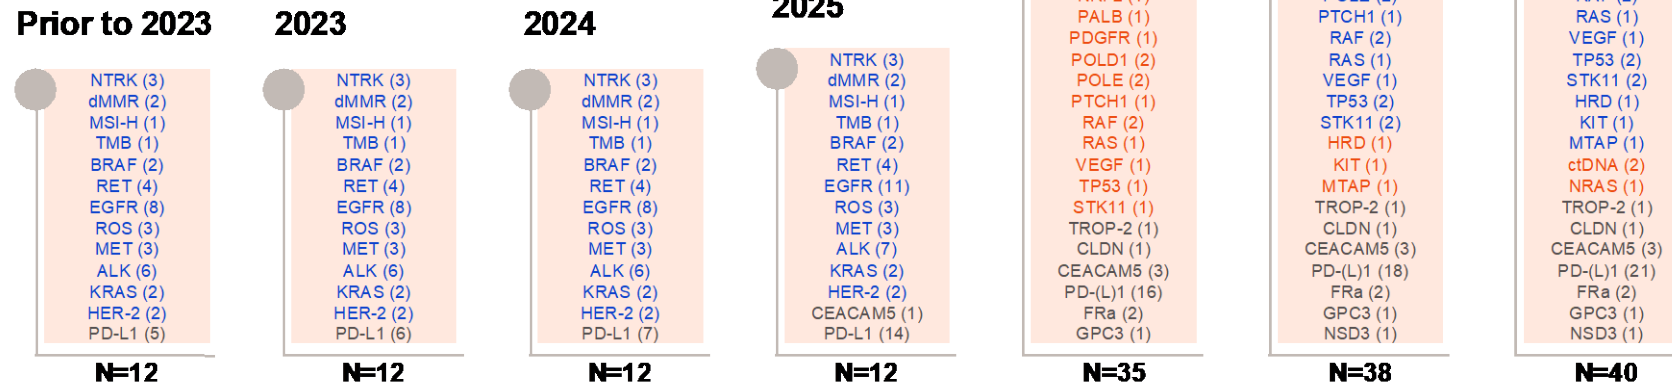 Prior to 2023
NTRK (3)
dMMR (2)
MSI-H (1)
TMB (1)
BRAF (2)
RET (4)
EGFR (8)
ROS (3)
MET (3)
ALK (6)
KRAS (2)
HER-2 (2)
PD-L1 (5)
N=12
2023
NTRK (3)
dMMR (2)
MSI-H (1)
TMB (1)
BRAF (2)
RET (4)
EGFR (8)
ROS (3)
MET (3)
ALK (6)
KRAS (2)
HER-2 (2)
PD-L1 (6)
N=12
2024
NTRK (3)
dMMR (2)
MSI-H (1)
TMB (1)
BRAF (2)
RET (4)
EGFR (8)
ROS (3)
MET (3)
ALK (6)
KRAS (2)
HER-2 (2)
PD-L1 (7)
N=12
2025
NTRK (3)
dMMR (2)
MSI-H (1)
TMB (1)
BRAF (2)
RET (4)
EGFR (11)
ROS (3)
MET (3)
ALK (7)
KRAS (2)
HER-2 (2)
CEACAM5 (1)
PD-L1 (14)
N=12
PALB (1)
PDGFR (1)
POLD1 (2)
POLE (2)
PTCH1 (1)
RAF (2)
RAS (1)
VEGF (1)
TP53 (1)
STK11 (1)
TROP-2 (1)
CLDN (1)
CEACAM5 (3)
PD-(L)1 (16)
FRa (2)
GPC3 (1)
N=35
PTCH1 (1)
RAF (2)
RAS (1)
VEGF (1)
TP53 (2)
STK11 (2)
HRD (1)
KIT (1)
MTAP (1)
TROP-2 (1)
CLDN (1)
CEACAM5 (3)
PD-(L)1 (18)
FRa (2)
GPC3 (1)
NSD3 (1)
N=38
RAS (1)
VEGF (1)
TP53 (2)
STK11 (2)
HRD (1)
KIT (1)
MTAP (1)
ctDNA (2)
NRAS (1)
TROP-2 (1)
CLDN (1)
CEACAM5 (3)
PD-(L)1 (21)
FRa (2)
GPC3 (1)
NSD3 (1)
N=40